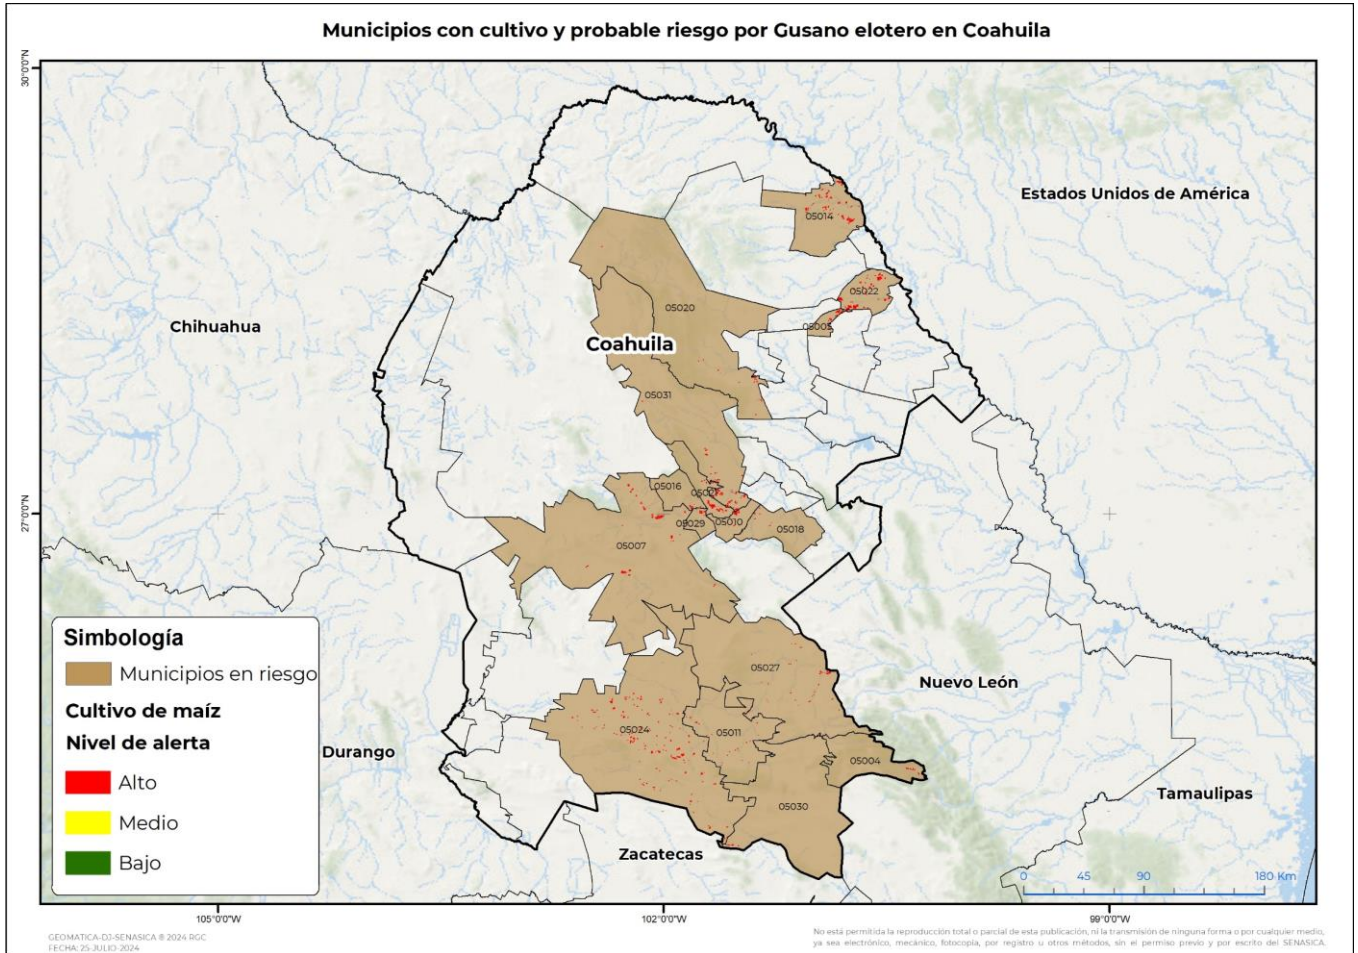 Municipios con cultivo y probable riesgo por Gusano elotero en Coahuila
30°0'0"N
Estados Unidos de América
05014
05022
05020
05005
Chihuahua
Coahuila
05031
05016
27°0'0"N
05029
05010
05018
05007
Simbología
Municipios en riesgo
Cultivo de maíz
Nivel de alerta
Alto
Medio
Bajo
05027
Nuevo León
05024
05011
Durango
05004
05030
Tamaulipas
Zacatecas
0 45 90 180 Km
105°0'0"W
102°0'0"W
99°0'0"W
GEOMATICA-DJ-SENASICA ® 2024 RGC
FECHA: 25-JULIO-2024
No está permitida la reproducción total o parcial de esta publicación, ni la transmisión de ninguna forma o por cualquier medio,
ya sea electrónico, mecánico, fotocopia, por registro u otros métodos, sin el permiso previo y por escrito del SENASICA.